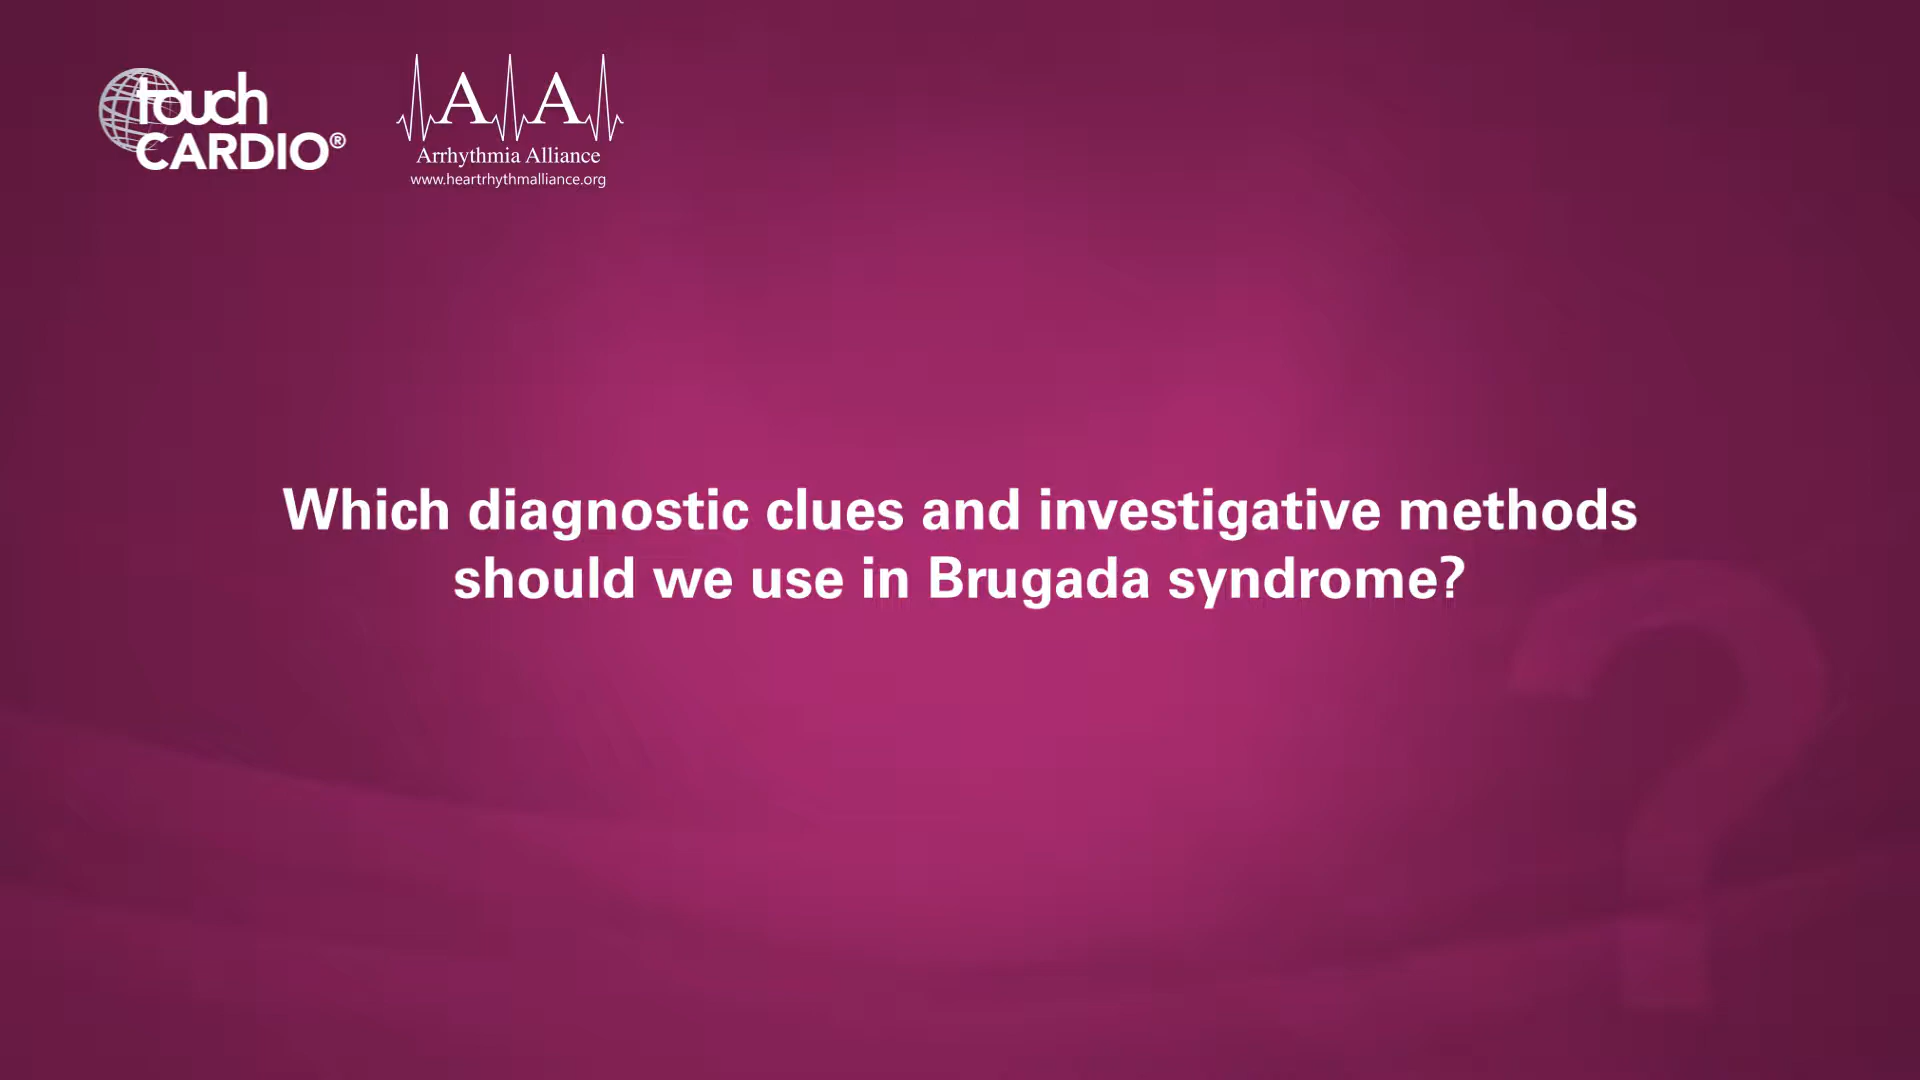 touch
CARDIO®
A A
Arrhythmia Alliance
www.heartrhythmalliance.org
Which diagnostic clues and investigative methods
should we use in Brugada syndrome?
?